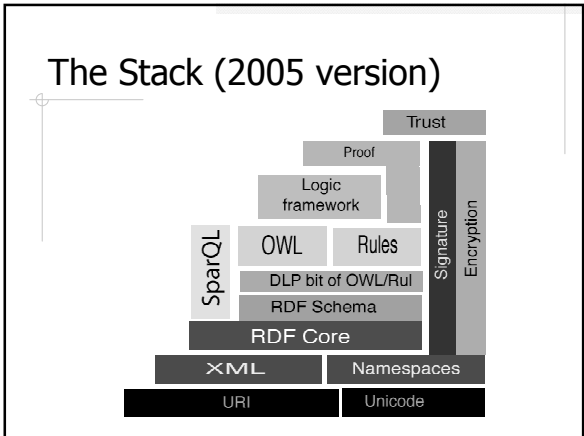 The Stack (2005 version)
Trust
Proof
Logic
framework
Signature
Encryption
SparQL
OWL
Rules
DLP bit of OWL/Rul
RDF Schema
RDF Core
XML
Namespaces
URI
Unicode